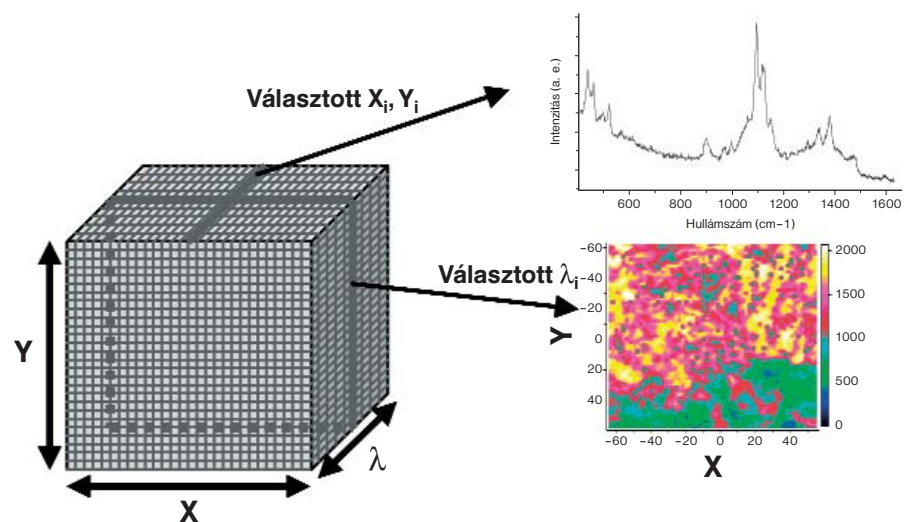 Választott Xi, Yi
Intenzitás (a. e.)
600 800 1000 1200 1400 1600
Hullámszám (cm-1)
Választott λi
Y
λ
X
-60
-40
-20
0
20
40
Y
-60 -40 -20 0 20 40
X
2000
1500
1000
500
0